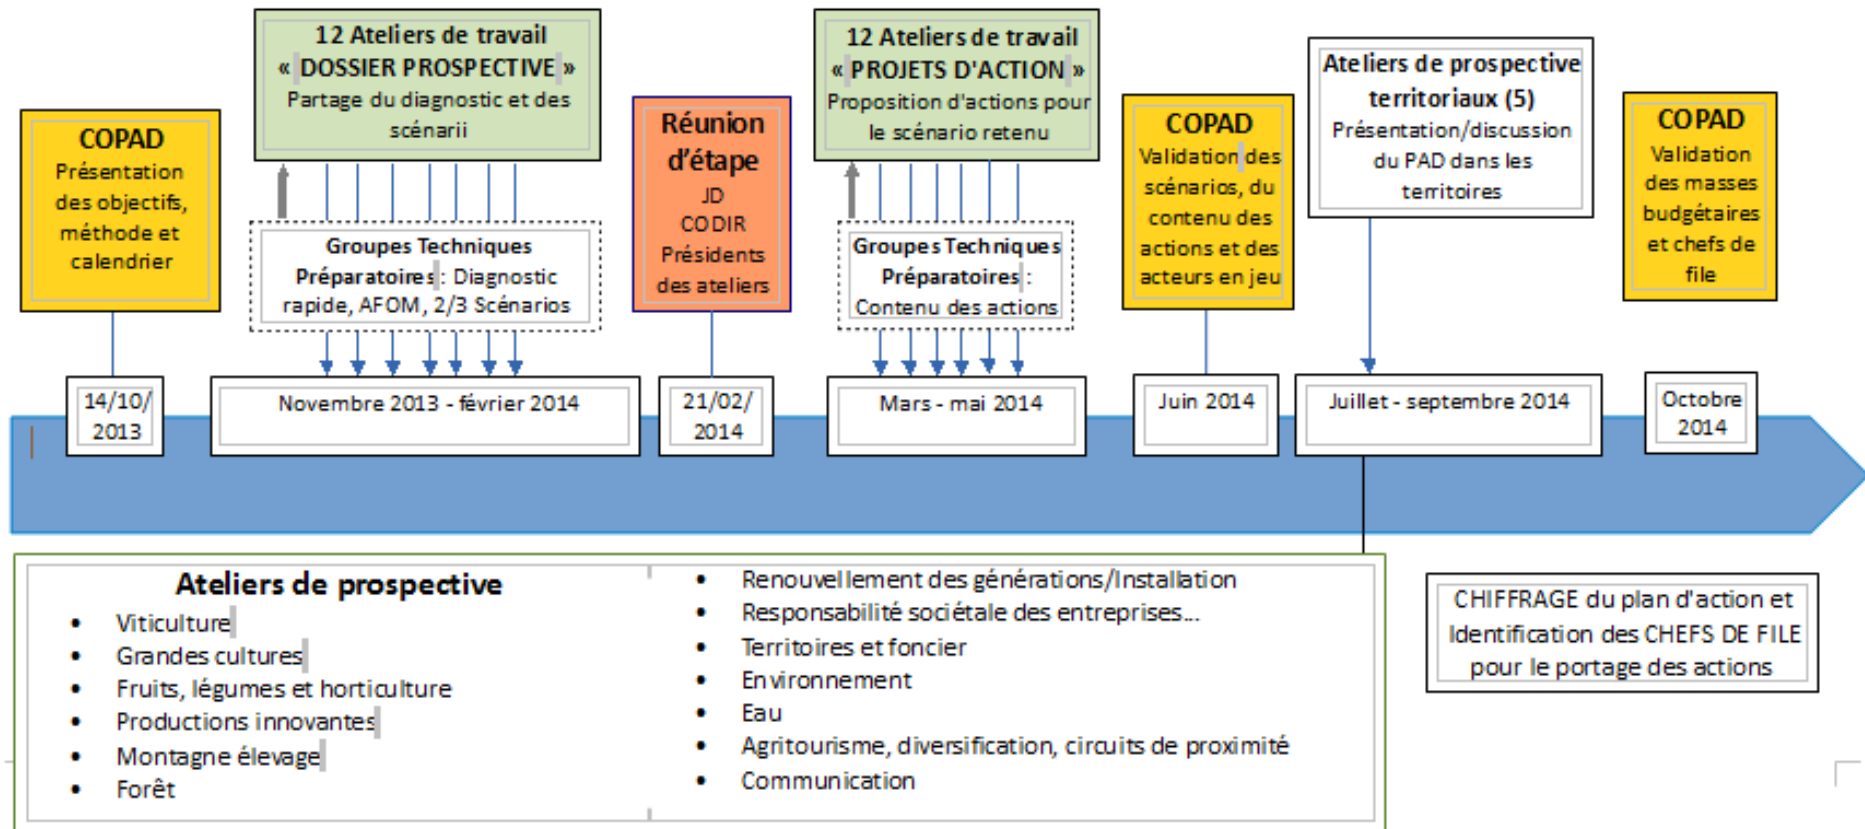 COPAD
Présentation
des objectifs,
méthode et
calendrier
12 Ateliers de travail
« DOSSIER PROSPECTIVE »
Partage du diagnostic et des
scénarii
Groupes Techniques
Préparatoires : Diagnostic
rapide, AFOM, 2/3 Scénarios
Réunion
d’étape
JD
CODIR
Présidents
des ateliers
12 Ateliers de travail
« PROJETS D'ACTION »
Proposition d'actions pour
le scénario retenu
Groupes Techniques
Préparatoires :
Contenu des actions
COPAD
Validation des
scénarios, du
contenu des
actions et des
acteurs en jeu
Ateliers de prospective
territoriaux (5)
Présentation/discussion
du PAD dans les
territoires
COPAD
Validation
des masses
budgétaires
et chefs de
file
14/10/
2013
Novembre 2013 - février 2014
21/02/
2014
Mars - mai 2014
Juin 2014
Juillet - septembre 2014
Octobre
2014
Ateliers de prospective
• Viticulture
• Grandes cultures
• Fruits, légumes et horticulture
• Productions innovantes
• Montagne élevage
• Forêt
• Renouvellement des générations/Installation
• Responsabilité sociétale des entreprises...
• Territoires et foncier
• Environnement
• Eau
• Agritourisme, diversification, circuits de proximité
• Communication
CHIFFRAGE du plan d'action et
Identification des CHEFS DE FILE
pour le portage des actions